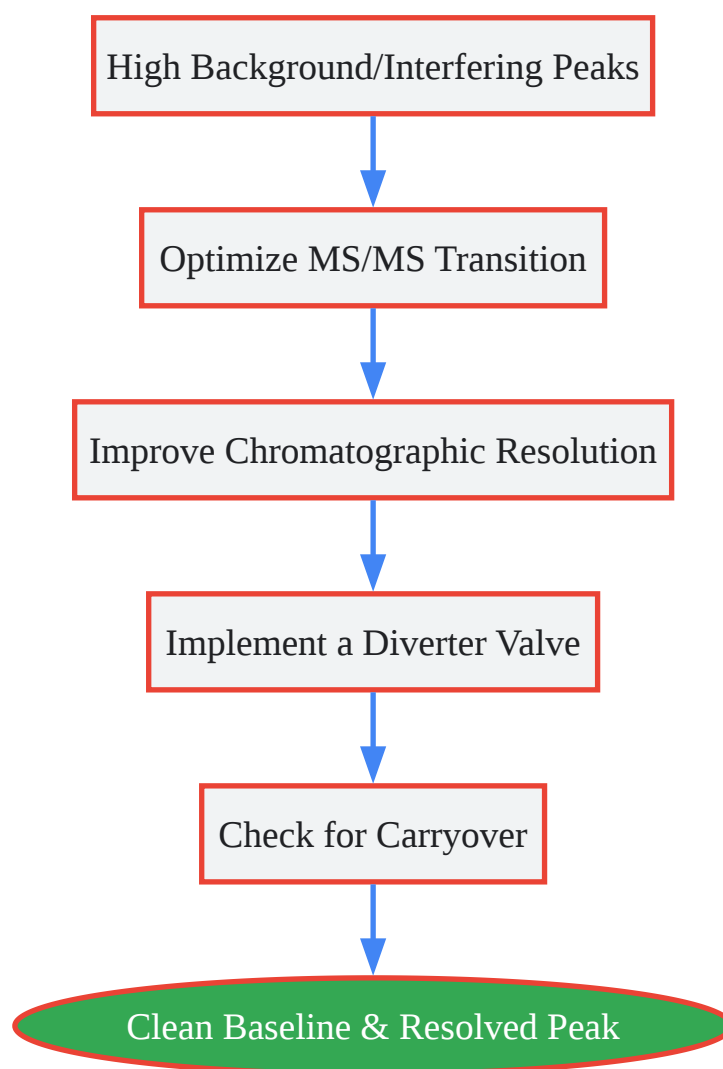 High Background/Interfering Peaks
Optimize MS/MS Transition
Improve Chromatographic Resolution
Implement a Diverter Valve
Check for Carryover
Clean Baseline & Resolved Peak